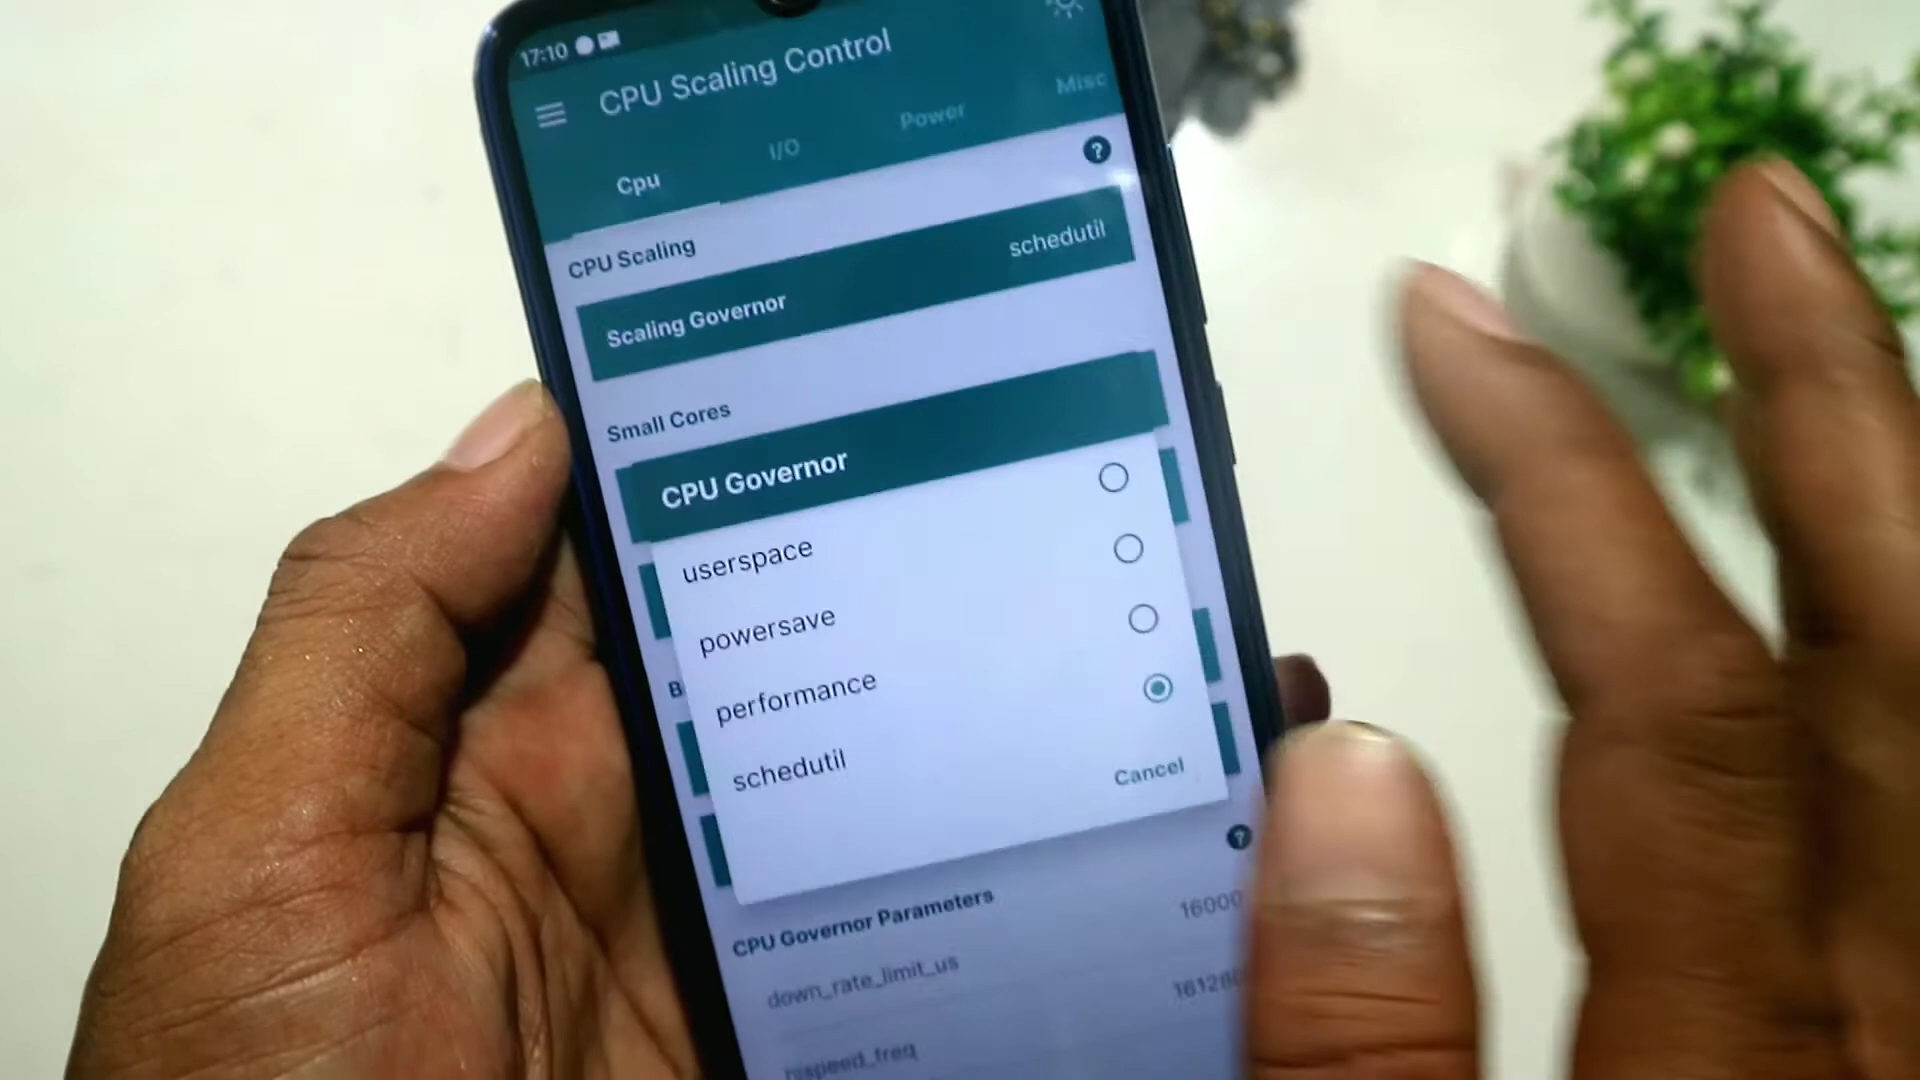 17:10
CPU Scaling Control
Cpu
I/O
Power
Misc
CPU Scaling
Scaling Governor
schedutil
Small Cores
CPU Governor
userspace
powersave
performance
schedutil
Cancel
CPU Governor Parameters
down_rate_limit_us
16000
hispeed_freq